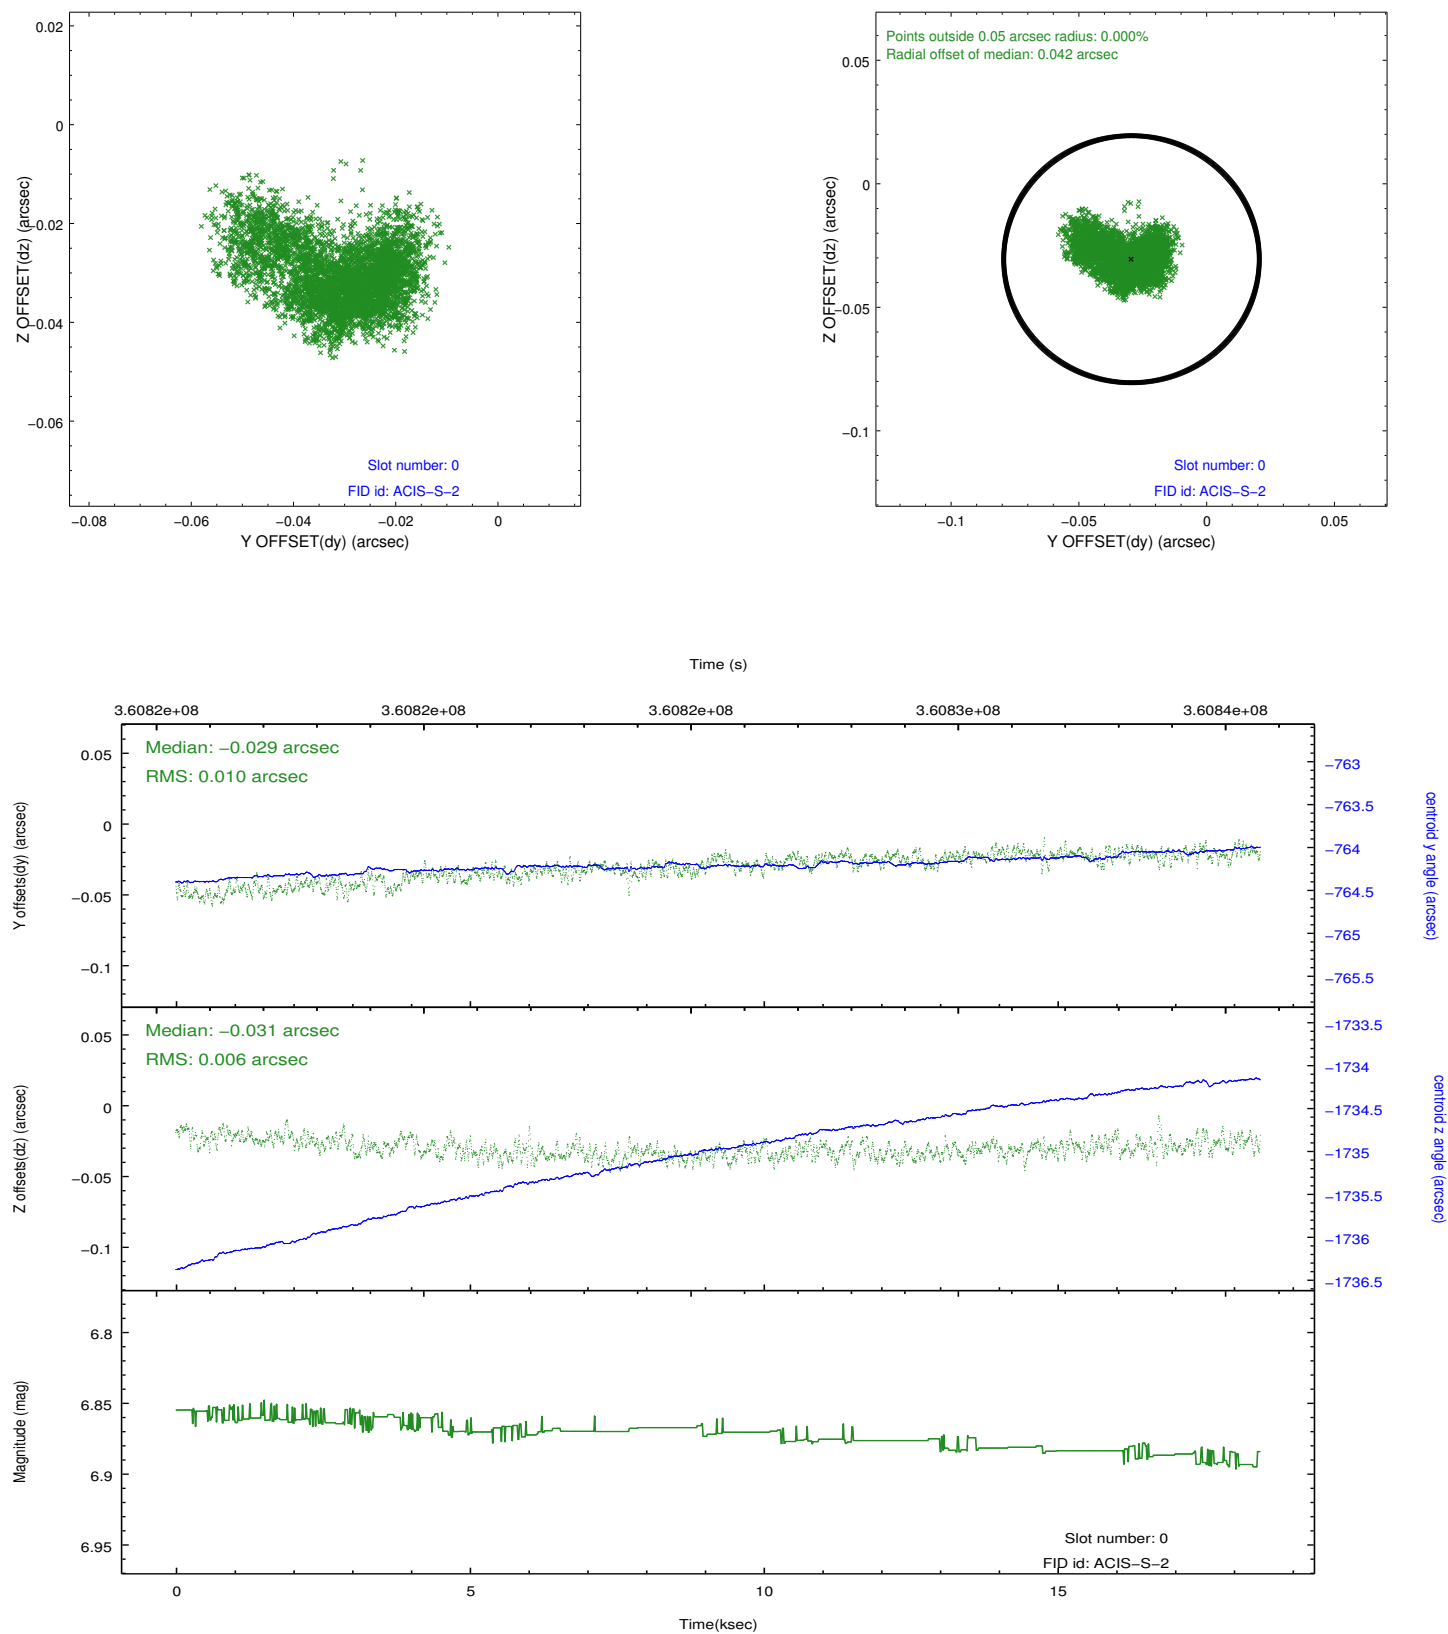 0.02
0
−0.02
−0.04
−0.06
Z OFFSET(dz) (arcsec)
Slot number: 0
FID id: ACIS−S−2
−0.08
−0.06
−0.04
−0.02
0
Y OFFSET(dy) (arcsec)
Points outside 0.05 arcsec radius: 0.000%
Radial offset of median: 0.042 arcsec
0.05
0
−0.05
−0.1
Z OFFSET(dz) (arcsec)
Slot number: 0
FID id: ACIS−S−2
−0.1
−0.05
0
0.05
Y OFFSET(dy) (arcsec)
Time (s)
3.6082e+08
3.6082e+08
3.6082e+08
3.6083e+08
3.6084e+08
Median: −0.029 arcsec
RMS: 0.010 arcsec
0.05
0
−0.05
−0.1
Y offsets(dy) (arcsec)
−763
−763.5
−764
−764.5
−765
−765.5
centroid y angle (arcsec)
Median: −0.031 arcsec
RMS: 0.006 arcsec
0.05
0
−0.05
−0.1
Z offsets(dz) (arcsec)
−1733.5
−1734
−1734.5
−1735
−1735.5
−1736
−1736.5
centroid z angle (arcsec)
6.8
6.85
6.9
6.95
Magnitude (mag)
Slot number: 0
FID id: ACIS−S−2
0
5
10
15
Time(ksec)